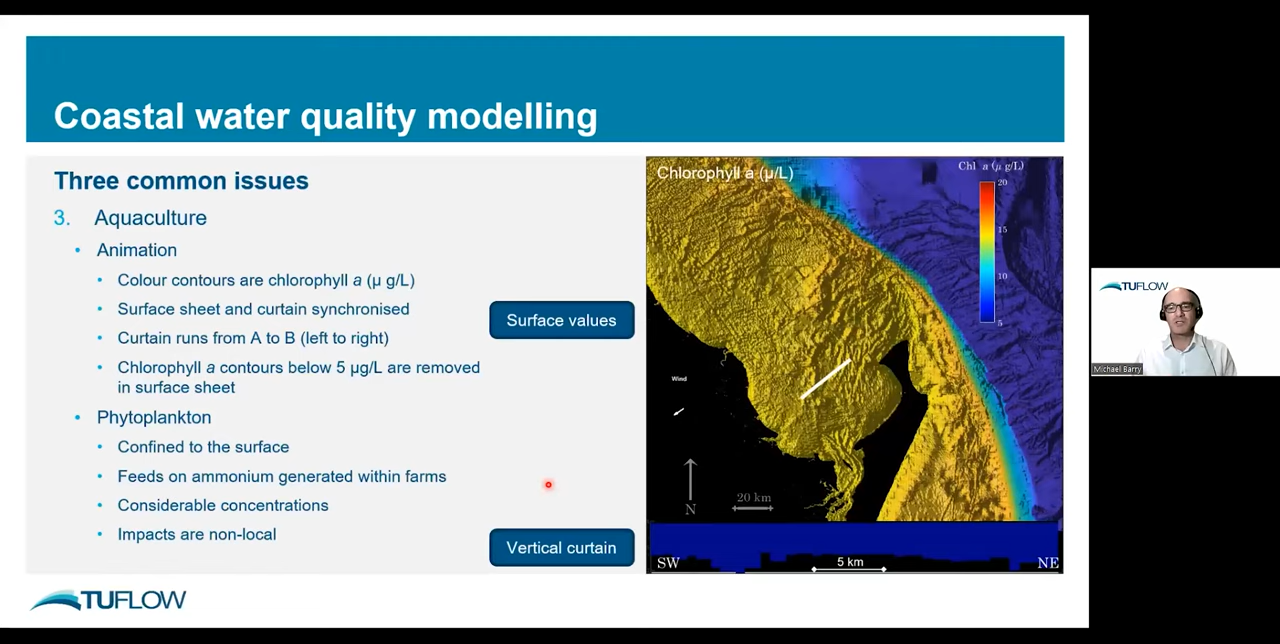 Coastal water quality modelling
Three common issues
3. Aquaculture
• Animation
• Colour contours are chlorophyll a (µ g/L)
• Surface sheet and curtain synchronised
• Curtain runs from A to B (left to right)
• Chlorophyll a contours below 5 µg/L are removed
in surface sheet
• Phytoplankton
• Confined to the surface
• Feeds on ammonium generated within farms
• Considerable concentrations
• Impacts are non-local
Surface values
Vertical curtain
Chlorophyll a (µ/L)
Chl a (µ g/L)
20
15
10
5
Wind
N
20 km
SW
5 km
NE
TUFLOW
TUFLOW
Michael Barry